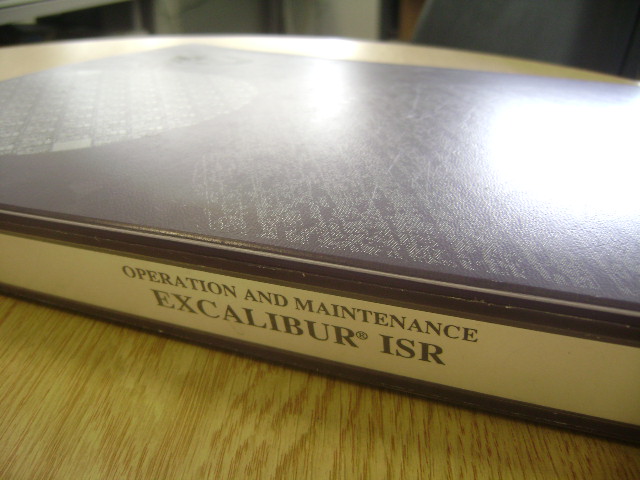 OPERATION AND MAINTENANCE
EXCALIBUR® ISR